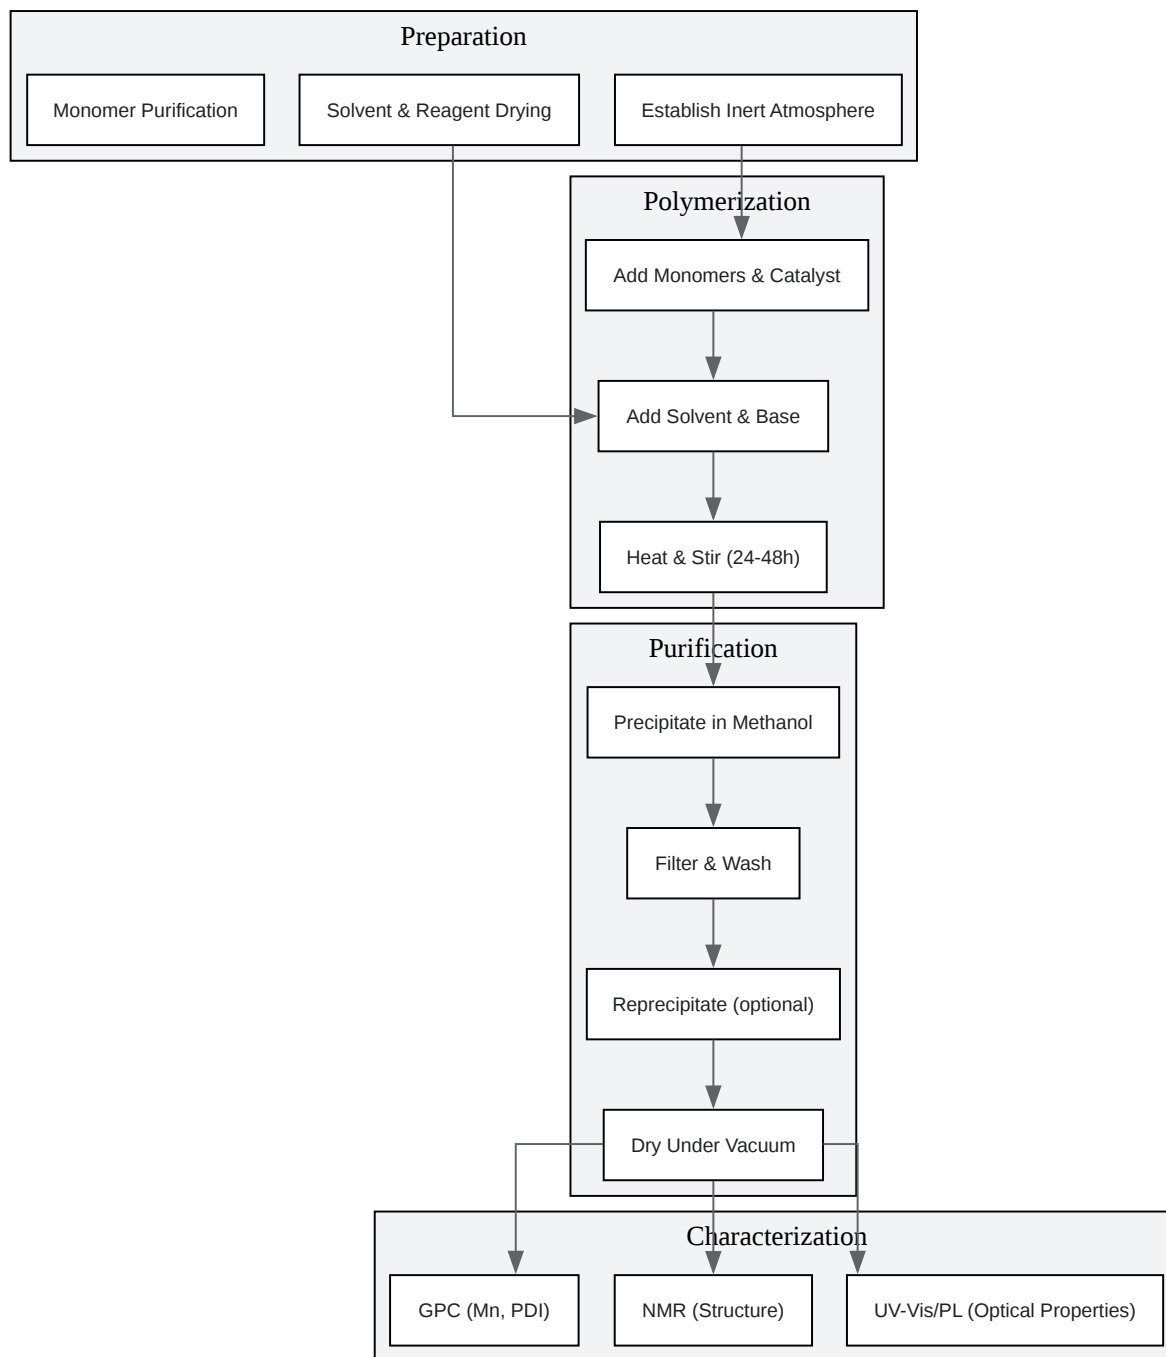 Preparation
Monomer Purification
Solvent & Reagent Drying
Establish Inert Atmosphere
Polymerization
Add Monomers & Catalyst
Add Solvent & Base
Heat & Stir (24-48h)
Purification
Precipitate in Methanol
Filter & Wash
Reprecipitate (optional)
Dry Under Vacuum
Characterization
GPC (Mn, PDI)
NMR (Structure)
UV-Vis/PL (Optical Properties)